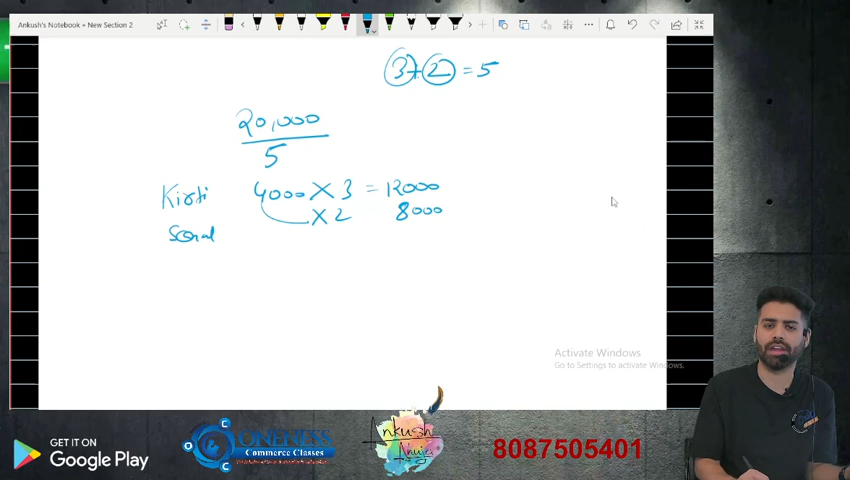 Ankush's Notebook • New Section 2
3+2 = 5
20,000
5
Kirti 4000 X 3 = 12000
X 2 8000
Sonal
Activate Windows
Go to Settings to activate Windows.
GET IT ON
Google Play
C
O
C
C
ONENESS
Commerce Classes
Ankush
8087505401